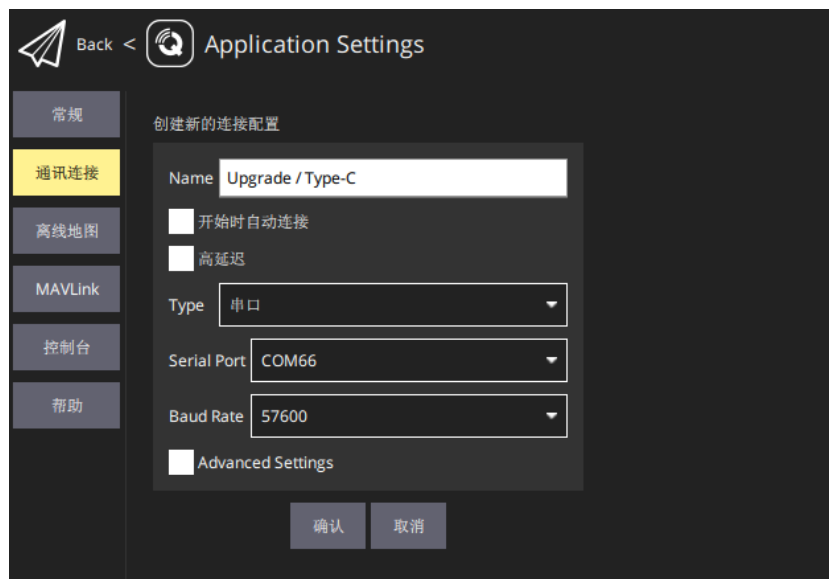 Back < Application Settings
常规
通讯连接
离线地图
MAVLink
控制台
帮助
创建新的连接配置
Name Upgrade / Type-C
开始时自动连接
高延迟
Type 串口
Serial Port COM66
Baud Rate 57600
Advanced Settings
确认 取消